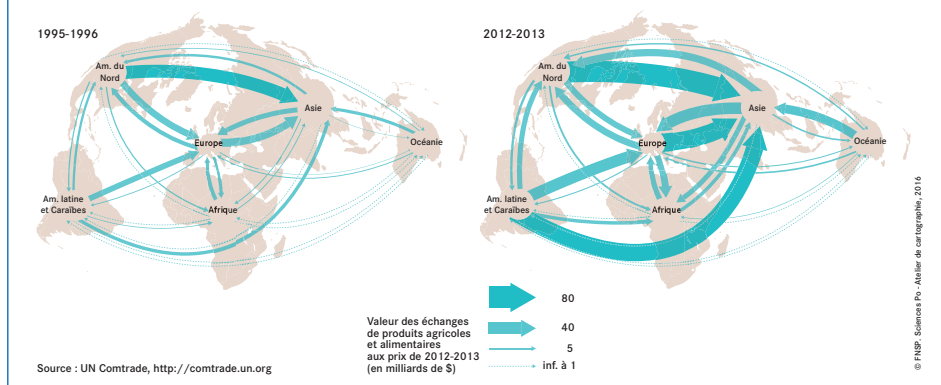 1995-1996
Am. du
Nord
Asie
Europe
Océanie
Am. latine
et Caraïbes
Afrique
2012-2013
Am. du
Nord
Asie
Europe
Océanie
Am. latine
et Caraïbes
Afrique
Valeur des échanges
de produits agricoles
et alimentaires
aux prix de 2012-2013
(en milliards de $)
80
40
5
inf. à 1
Source : UN Comtrade, http://comtrade.un.org
© FNSP. Sciences Po - Atelier de cartographie, 2016